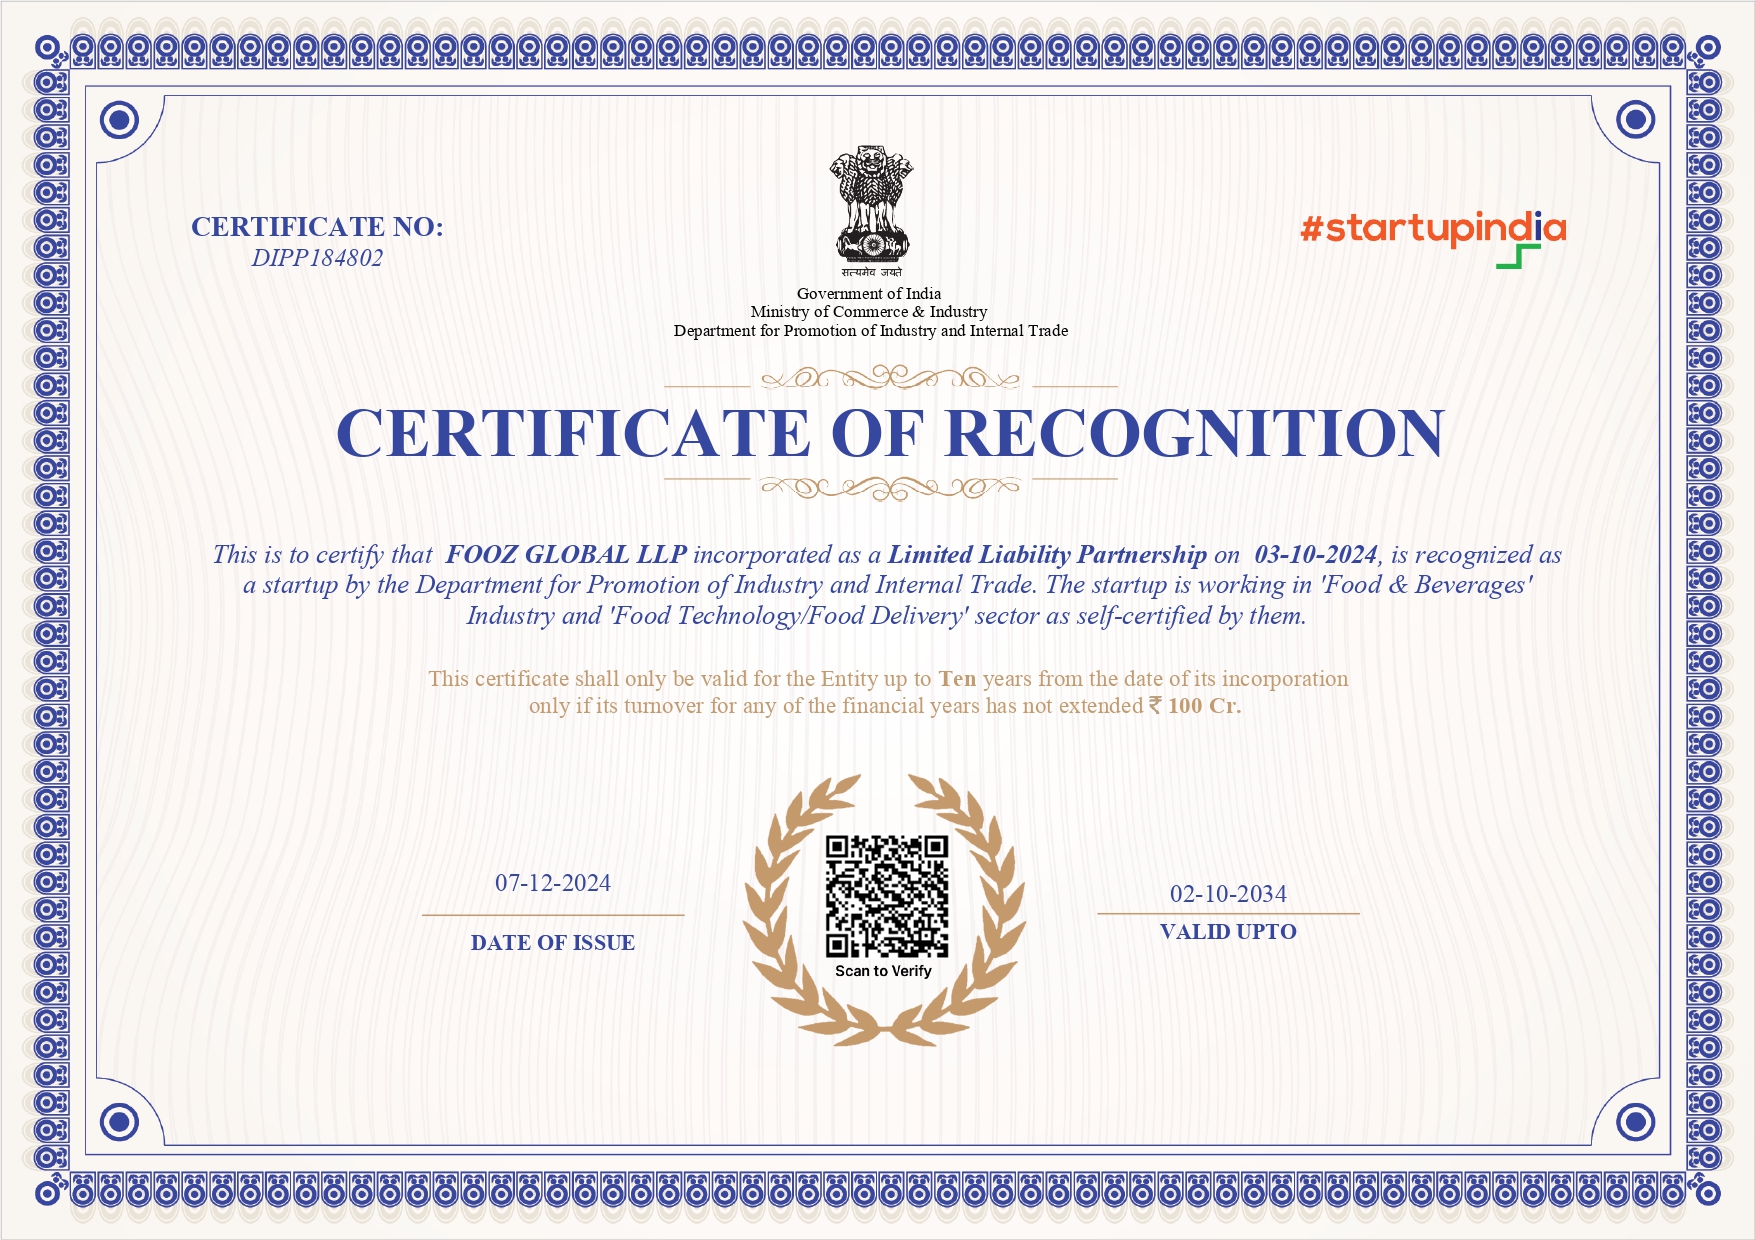 CERTIFICATE NO:
DIPP184802
सत्यमेव जयते
#startupindia
Government of India
Ministry of Commerce & Industry
Department for Promotion of Industry and Internal Trade
CERTIFICATE OF RECOGNITION
This is to certify that FOOZ GLOBAL LLP incorporated as a Limited Liability Partnership on 03-10-2024, is recognized as
a startup by the Department for Promotion of Industry and Internal Trade. The startup is working in 'Food & Beverages'
Industry and 'Food Technology/Food Delivery' sector as self-certified by them.
This certificate shall only be valid for the Entity up to Ten years from the date of its incorporation
only if its turnover for any of the financial years has not extended ₹ 100 Cr.
07-12-2024
DATE OF ISSUE
Scan to Verify
02-10-2034
VALID UPTO